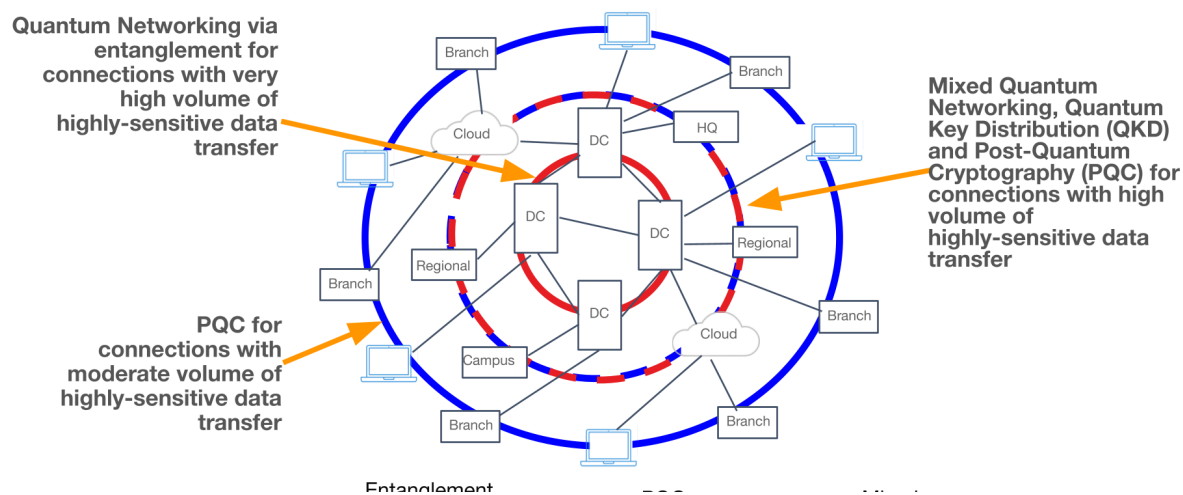 Quantum Networking via
entanglement for
connections with very
high volume of
highly-sensitive data
transfer
Branch
Branch
Cloud
DC
HQ
Mixed Quantum
Networking, Quantum
Key Distribution (QKD)
and Post-Quantum
Cryptography (PQC) for
connections with high
volume of
highly-sensitive data
transfer
DC
DC
Regional
Regional
Branch
DC
Branch
Cloud
PQC for
connections with
moderate volume of
highly-sensitive data
transfer
Campus
Branch
Branch
Entanglement